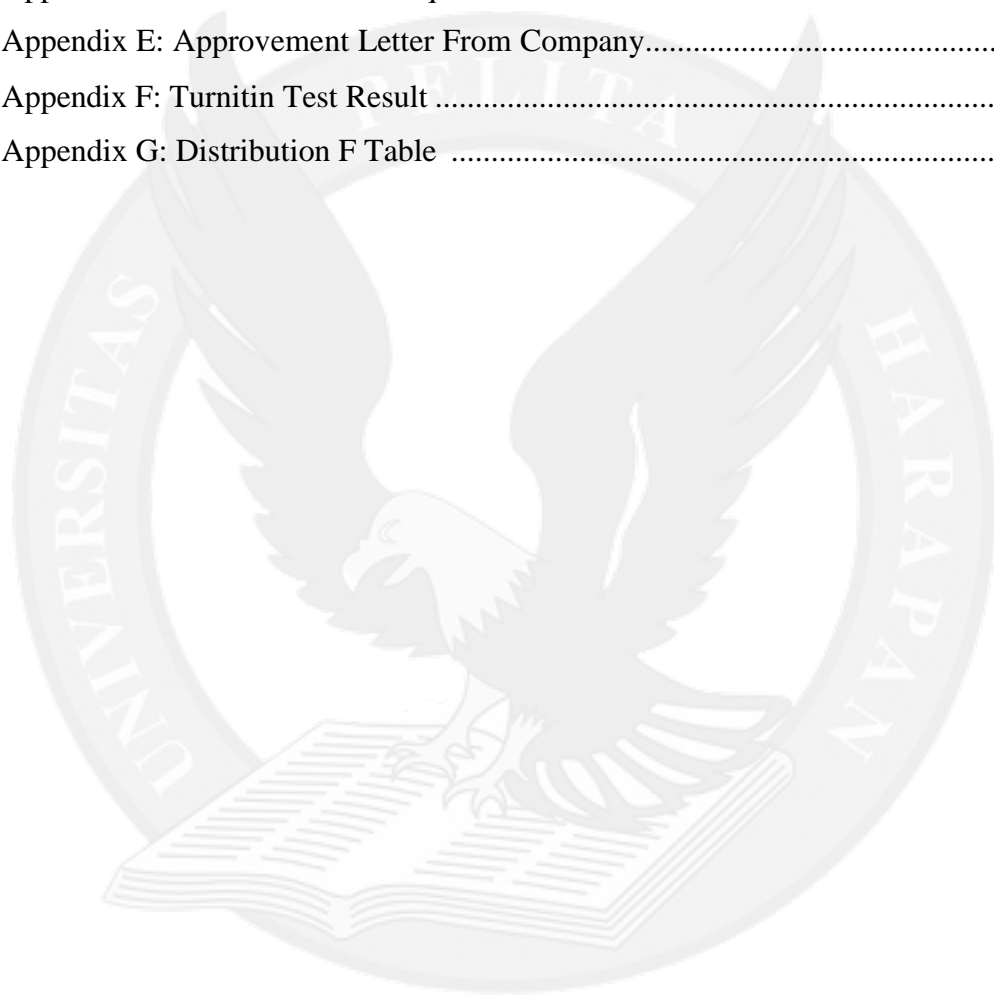 Appendix E: Approvement Letter From Company.....................................
Appendix F: Turnitin Test Result ...........................................................
Appendix G: Distribution F Table ..........................................................
UNIVERSITAS PELITA HARAPAN